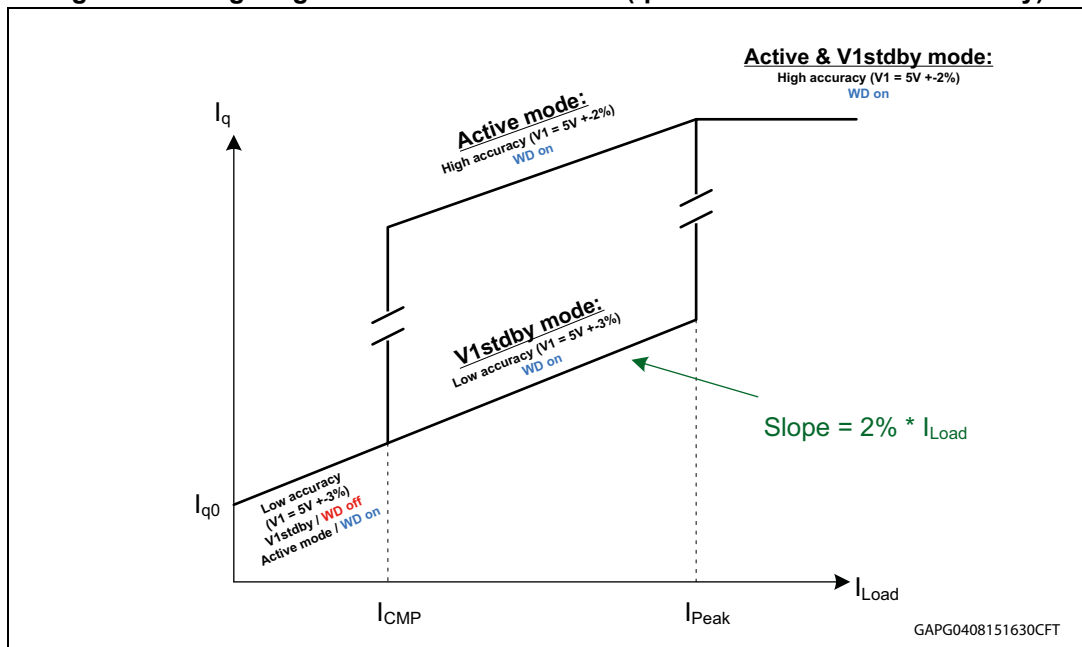 Active & V1stdby mode:
High accuracy (V1 = 5V +-2%)
WD on
Iq
Active mode:
High accuracy (V1 = 5V +-2%)
WD on
V1stdby mode:
Low accuracy (V1 = 5V +-3%)
WD on
Slope = 2% * ILoad
Iq0
Low accuracy
(V1 = 5V +-3%)
V1stdby / WD off
Active mode / WD on
ILoad
ICMP
IPeak
GAPG0408151630CFT